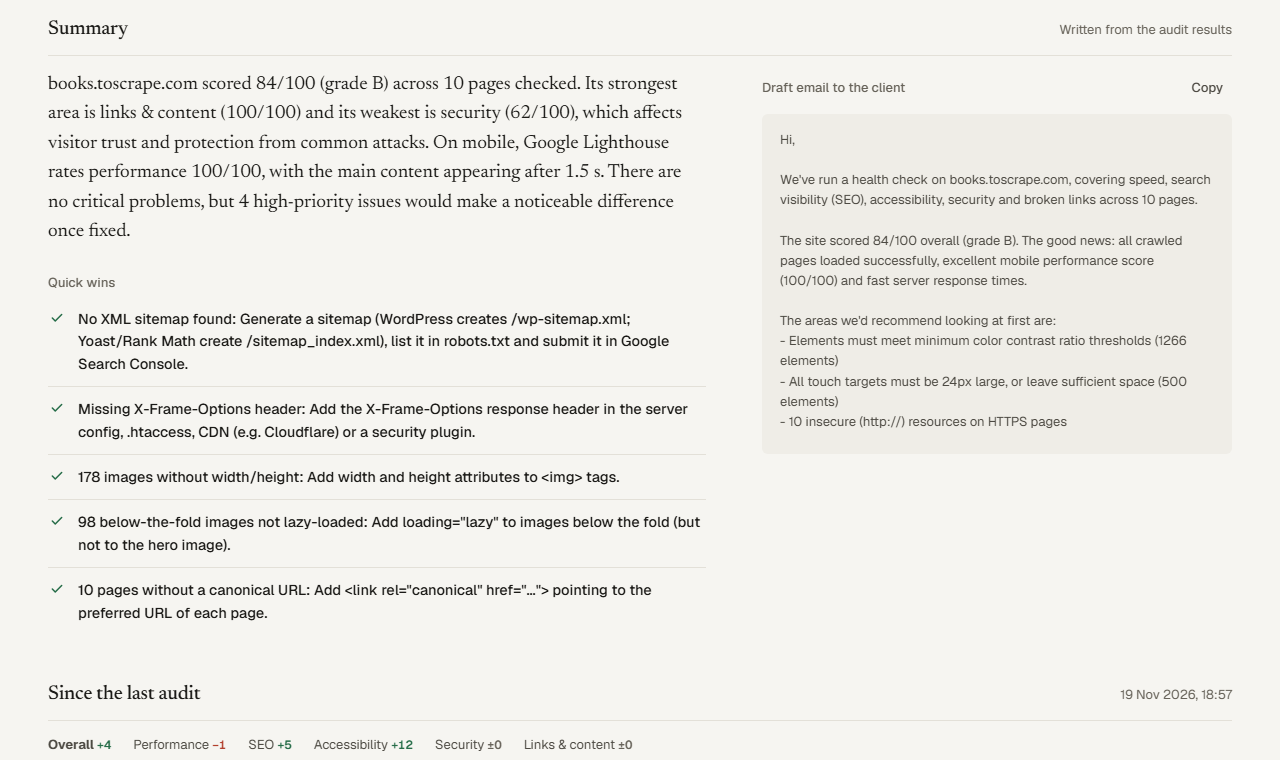 Summary
Written from the audit results
books.toscrape.com scored 84/100 (grade B) across 10 pages checked. Its strongest
area is links & content (100/100) and its weakest is security (62/100), which affects
visitor trust and protection from common attacks. On mobile, Google Lighthouse
rates performance 100/100, with the main content appearing after 1.5 s. There are
no critical problems, but 4 high-priority issues would make a noticeable difference
once fixed.
Quick wins
No XML sitemap found: Generate a sitemap (WordPress creates /wp-sitemap.xml;
Yoast/Rank Math create /sitemap_index.xml), list it in robots.txt and submit it in Google
Search Console.
Missing X-Frame-Options header: Add the X-Frame-Options response header in the server
config, .htaccess, CDN (e.g. Cloudflare) or a security plugin.
178 images without width/height: Add width and height attributes to <img> tags.
98 below-the-fold images not lazy-loaded: Add loading="lazy" to images below the fold (but
not to the hero image).
10 pages without a canonical URL: Add <link rel="canonical" href="…"> pointing to the
preferred URL of each page.
Draft email to the client
Copy
Hi,
We've run a health check on books.toscrape.com, covering speed, search
visibility (SEO), accessibility, security and broken links across 10 pages.
The site scored 84/100 overall (grade B). The good news: all crawled
pages loaded successfully, excellent mobile performance score
(100/100) and fast server response times.
The areas we'd recommend looking at first are:
- Elements must meet minimum color contrast ratio thresholds (1266
elements)
- All touch targets must be 24px large, or leave sufficient space (500
elements)
- 10 insecure (http://) resources on HTTPS pages
Since the last audit
19 Nov 2026, 18:57
Overall +4 Performance −1 SEO +5 Accessibility +12 Security ±0 Links & content ±0